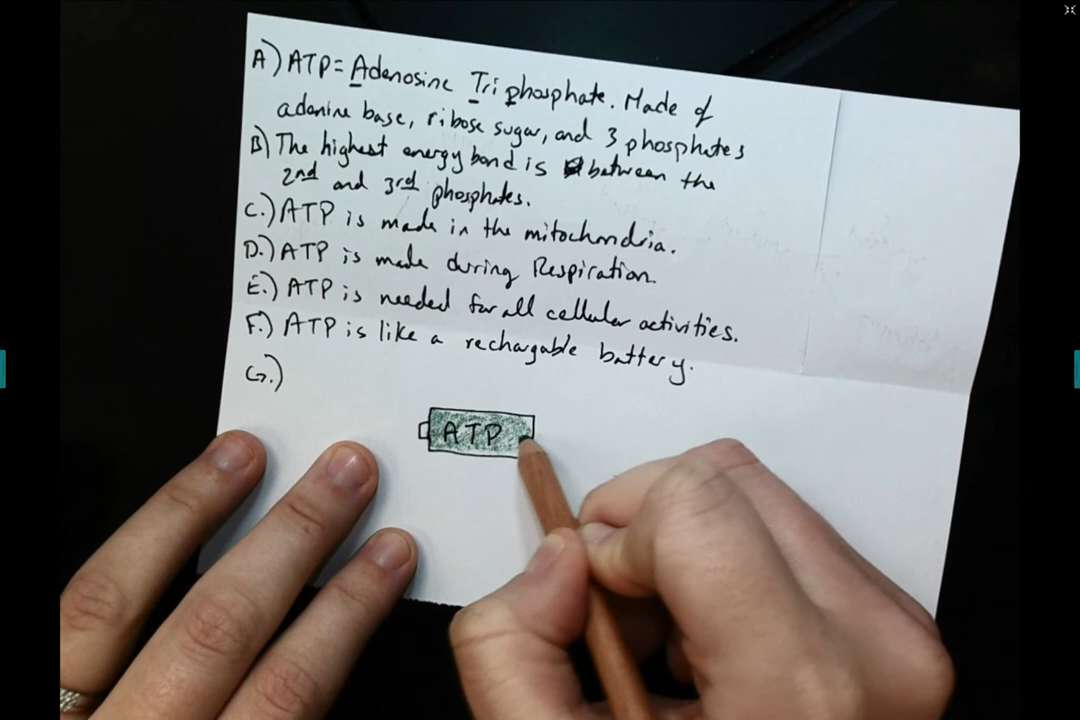 A) ATP = Adenosine Triphosphate. Made of
adenine base, ribose sugar, and 3 phosphates
B) The highest energy bond is between the
2nd and 3rd phosphates.
C.) ATP is made in the mitochondria.
D.) ATP is made during Respiration.
E.) ATP is needed for all cellular activities.
F.) ATP is like a rechargable battery.
G.)
ATP